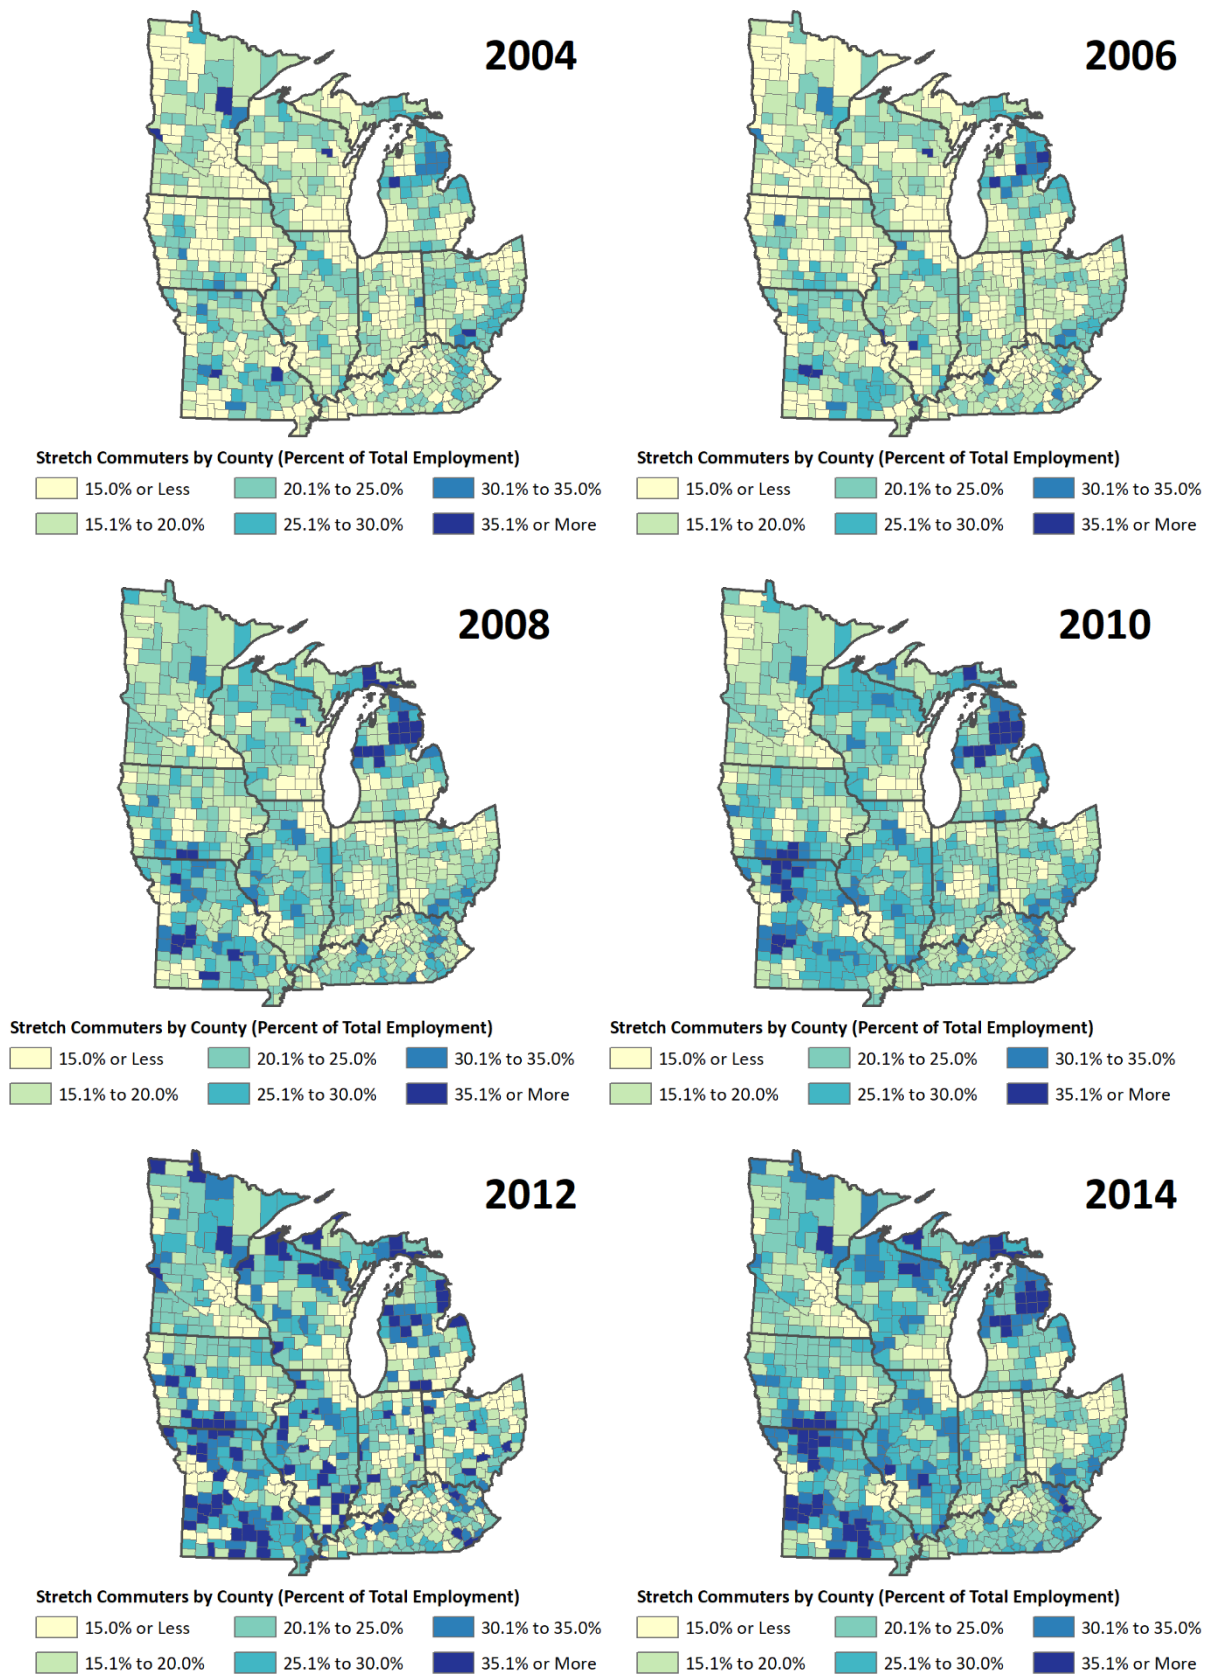 2004
2006
Stretch Commuters by County (Percent of Total Employment)
15.0% or Less
20.1% to 25.0%
30.1% to 35.0%
15.1% to 20.0%
25.1% to 30.0%
35.1% or More
Stretch Commuters by County (Percent of Total Employment)
15.0% or Less
20.1% to 25.0%
30.1% to 35.0%
15.1% to 20.0%
25.1% to 30.0%
35.1% or More
2008
2010
Stretch Commuters by County (Percent of Total Employment)
15.0% or Less
20.1% to 25.0%
30.1% to 35.0%
15.1% to 20.0%
25.1% to 30.0%
35.1% or More
Stretch Commuters by County (Percent of Total Employment)
15.0% or Less
20.1% to 25.0%
30.1% to 35.0%
15.1% to 20.0%
25.1% to 30.0%
35.1% or More
2012
2014
Stretch Commuters by County (Percent of Total Employment)
15.0% or Less
20.1% to 25.0%
30.1% to 35.0%
15.1% to 20.0%
25.1% to 30.0%
35.1% or More
Stretch Commuters by County (Percent of Total Employment)
15.0% or Less
20.1% to 25.0%
30.1% to 35.0%
15.1% to 20.0%
25.1% to 30.0%
35.1% or More